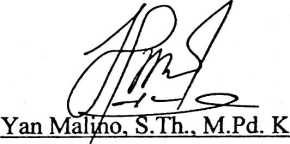 Yan Malino, S.Th., M.Pd. K